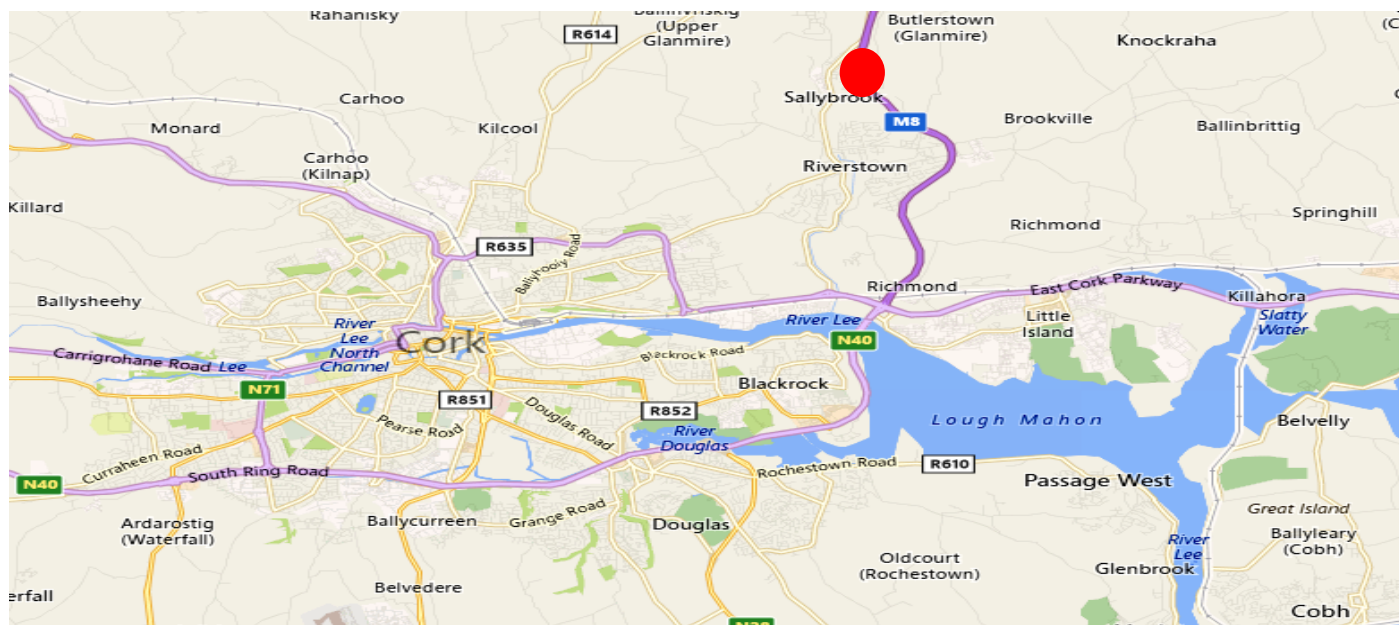 Rahanisky
(Upper
Glanmire)
R614
Butlerstown
(Glanmire)
Knockraha
Carhoo
Sallybrook
M8
Monard
Kilcool
Brookville
Ballinbrittig
Carhoo
(Kilnap)
Riverstown
Killard
Springhill
Richmond
R635
Ballyhooly Road
Richmond
East Cork Parkway
Killahora
Ballysheehy
Slatty
Water
Little
Island
River
Lee
North
Channel
River Lee
Cork
N40
Carrigrohane Road
Lee
Blackrock Road
Blackrock
N71
R851
R852
Douglas Road
Pearse Road
River
Douglas
Lough Mahon
Belvelly
Curraheen Road
South Ring Road
Rochestown Road
R610
N40
Passage West
Ardarostig
(Waterfall)
Ballycurreen
Grange Road
Douglas
Great Island
Ballyleary
(Cobh)
River
Lee
Oldcourt
(Rochestown)
Glenbrook
Belvedere
Cobh